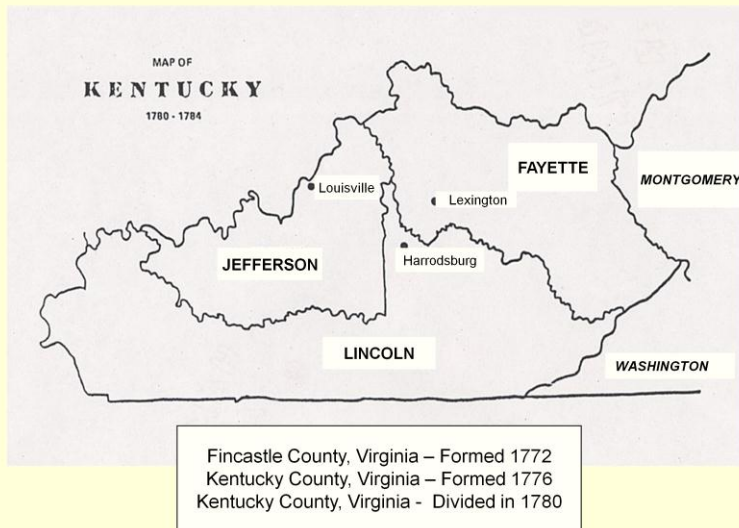 MAP OF
KENTUCKY
1780 - 1784
FAYETTE
MONTGOMERY
Louisville
Lexington
JEFFERSON
Harrodsburg
LINCOLN
WASHINGTON
Fincastle County, Virginia – Formed 1772
Kentucky County, Virginia – Formed 1776
Kentucky County, Virginia - Divided in 1780